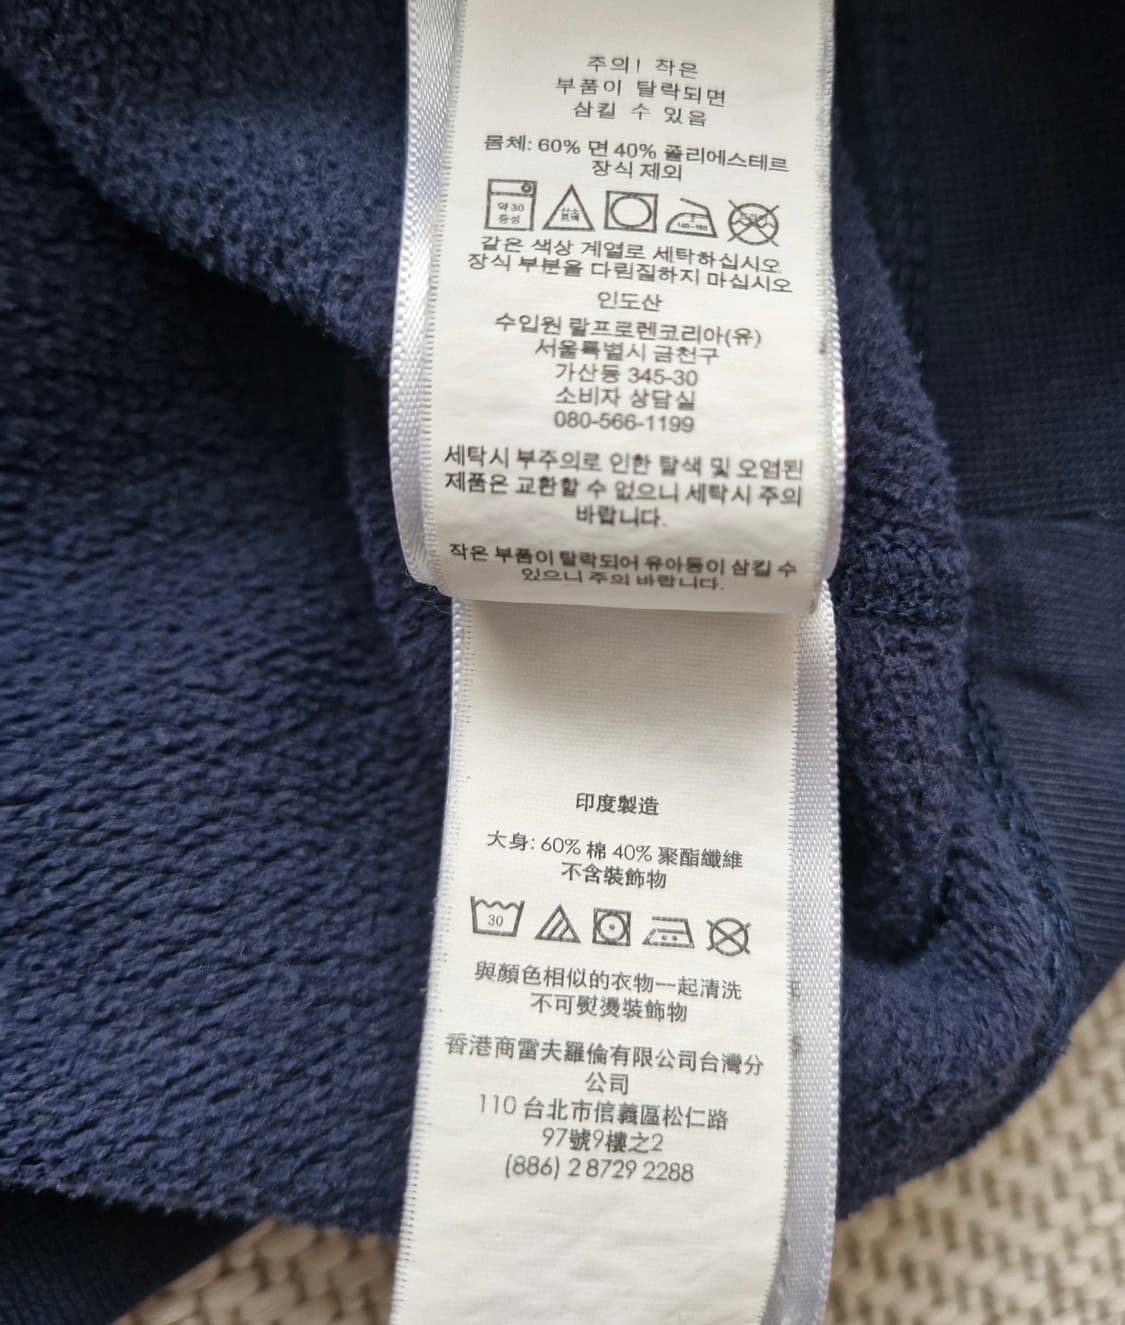 주의! 작은
부품이 탈락되면
삼킬 수 있음
몸체: 60% 면 40% 폴리에스테르
장식 제외
약 30
중성
산소
표백
140~160
드라이
같은 색상 계열로 세탁하십시오
장식 부분을 다림질하지 마십시오
인도산
수입원 랄프로렌코리아(유)
서울특별시 금천구
가산동 345-30
소비자 상담실
080-566-1199
세탁시 부주의로 인한 탈색 및 오염된
제품은 교환할 수 없으니 세탁시 주의
바랍니다.
작은 부품이 탈락되어 유아등이 삼킬 수
있으니 주의 바랍니다.
印度製造
大身: 60% 棉 40% 聚酯纖維
不含裝飾物
30
與顏色相似的衣物一起清洗
不可熨燙裝飾物
香港商雷夫羅倫有限公司台灣分
公司
110 台北市信義區松仁路
97號9樓之2
(886) 2 8729 2288